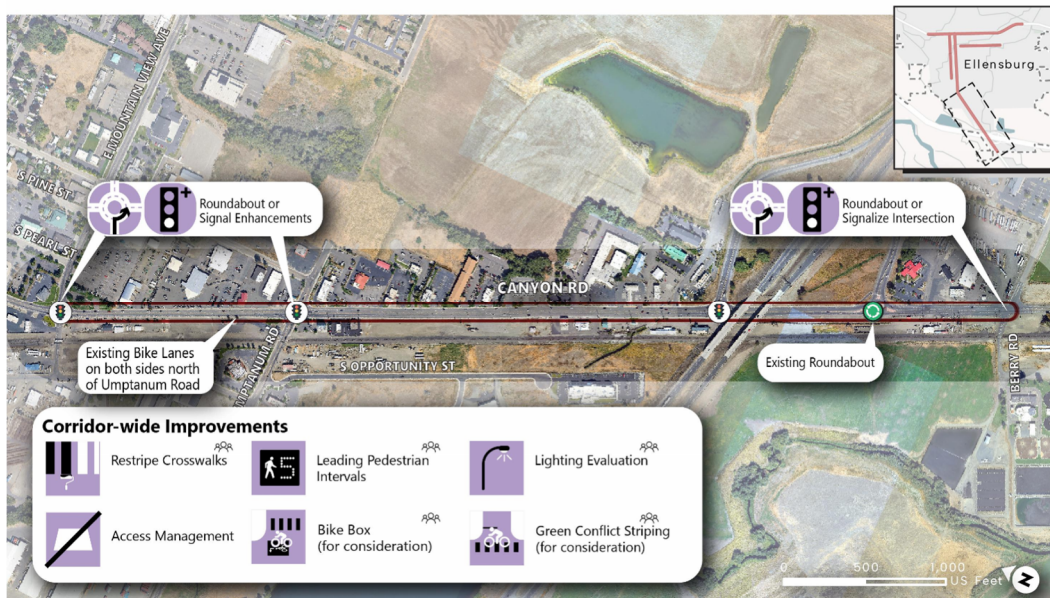 Ellensburg
E MOUNTAIN VIEW AVE
S PINE ST
S PEARL ST
Roundabout or
Signal Enhancements
Roundabout or
Signalize Intersection
CANYON RD
Existing Bike Lanes
on both sides north
of Umptanum Road
UMPTANUM RD
S OPPORTUNITY ST
Existing Roundabout
BERRY RD
Corridor-wide Improvements
Restripe Crosswalks
5
Leading Pedestrian
Intervals
Lighting Evaluation
Access Management
Bike Box
(for consideration)
Green Conflict Striping
(for consideration)
0 500 1,000
US Feet
N